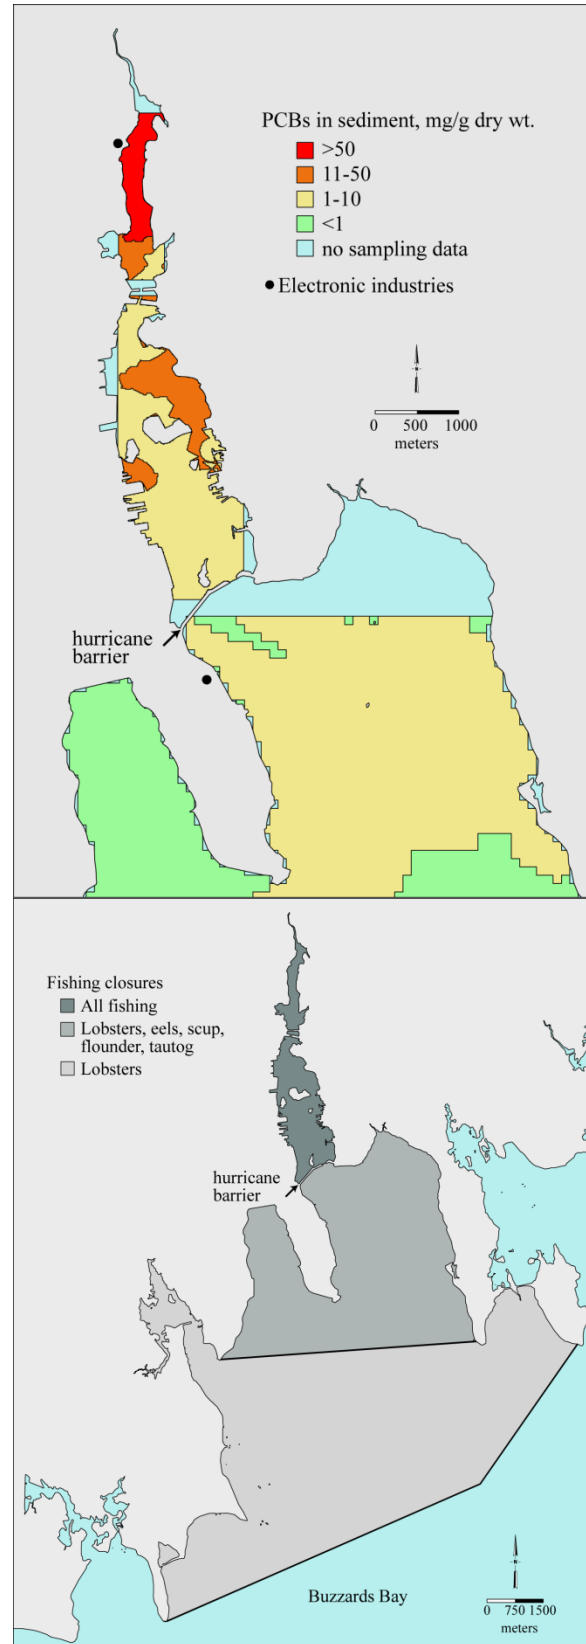 PCBs in sediment, mg/g dry wt.
>50
11-50
1-10
<1
no sampling data
Electronic industries
0 500 1000
meters
hurricane
barrier
Fishing closures
All fishing
Lobsters, eels, scup,
flounder, tautog
Lobsters
hurricane
barrier
Buzzards Bay
0 750 1500
meters